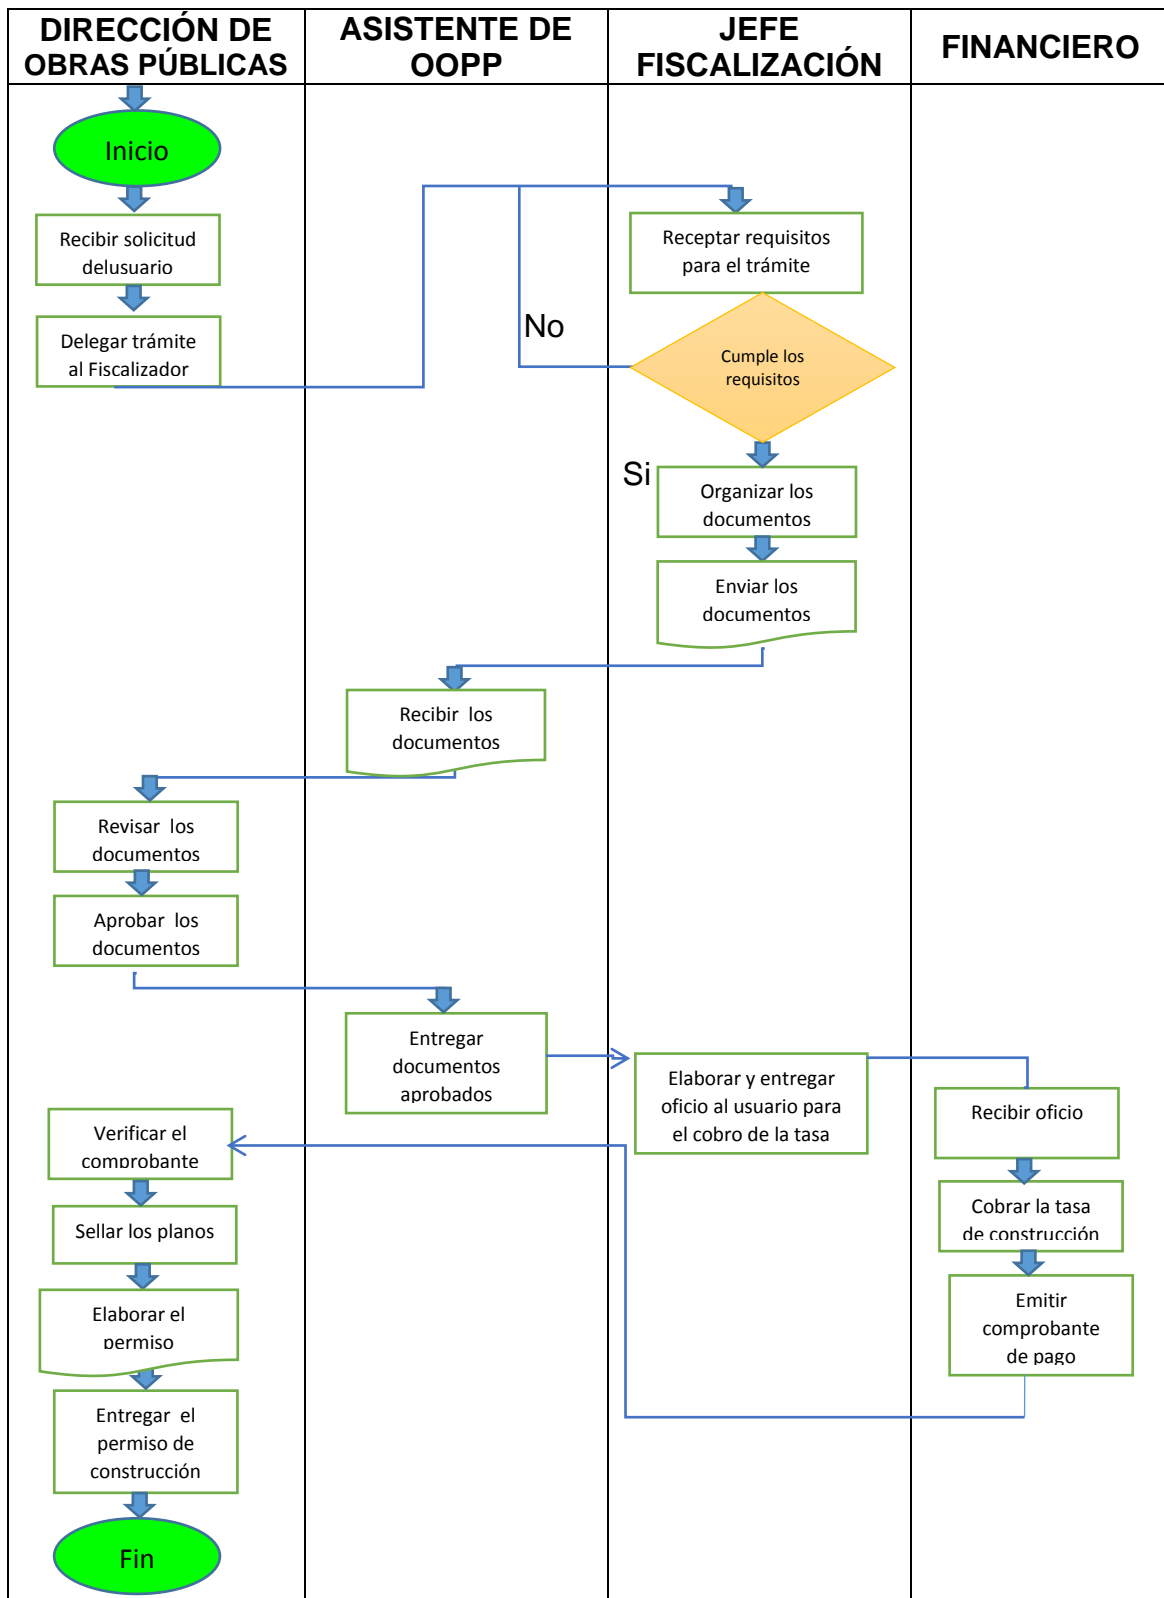 DIRECCIÓN DE
OBRAS PÚBLICAS
ASISTENTE DE
OOPP
JEFE
FISCALIZACIÓN
FINANCIERO
Inicio
Recibir solicitud
delusuario
Delegar trámite
al Fiscalizador
Receptar requisitos
para el trámite
No
Cumple los
requisitos
Si
Organizar los
documentos
Enviar los
documentos
Recibir los
documentos
Revisar los
documentos
Aprobar los
documentos
Entregar
documentos
aprobados
Elaborar y entregar
oficio al usuario para
el cobro de la tasa
Recibir oficio
Cobrar la tasa
de construcción
Emitir
comprobante
de pago
Verificar el
comprobante
Sellar los planos
Elaborar el
permiso
Entregar el
permiso de
construcción
Fin